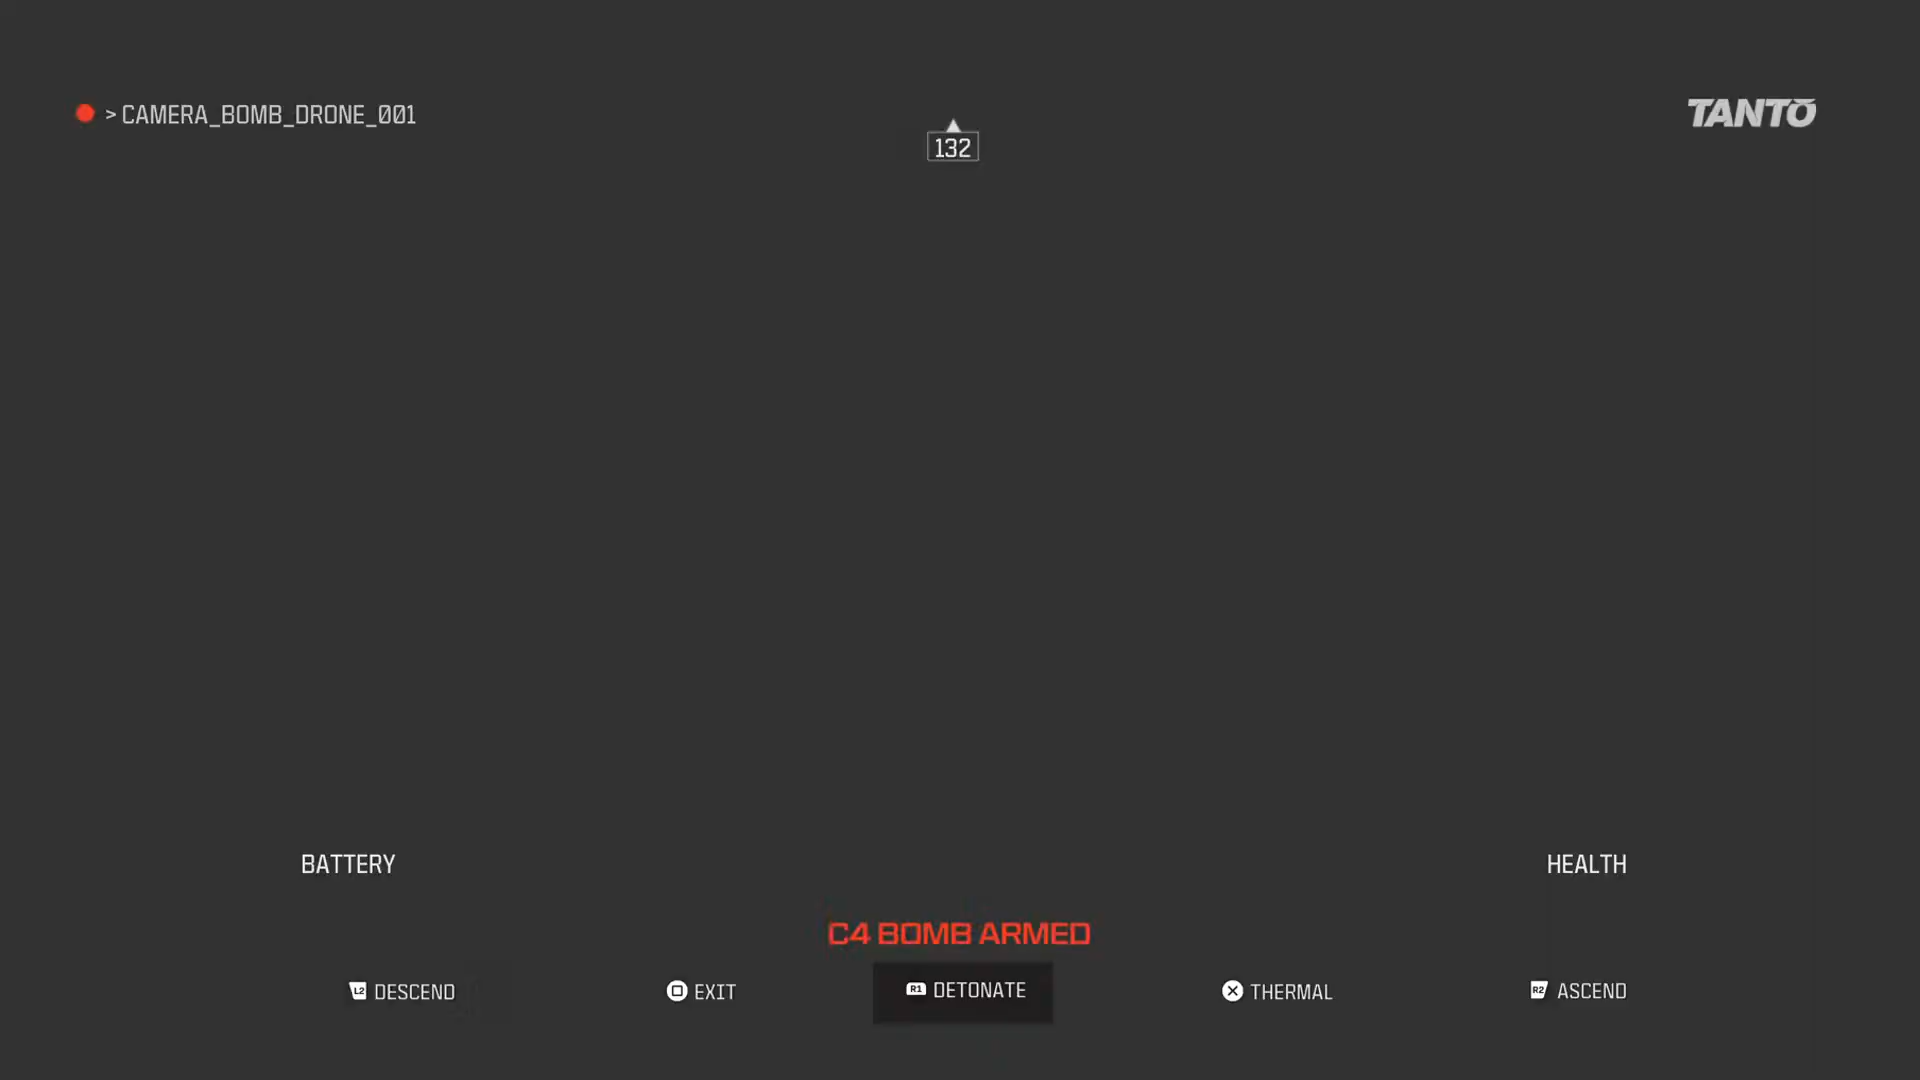 >CAMERA_BOMB_DRONE_001
TANTO
132
BATTERY
HEALTH
C4 BOMB ARMED
L2 DESCEND
EXIT
R1 DETONATE
THERMAL
R2 ASCEND